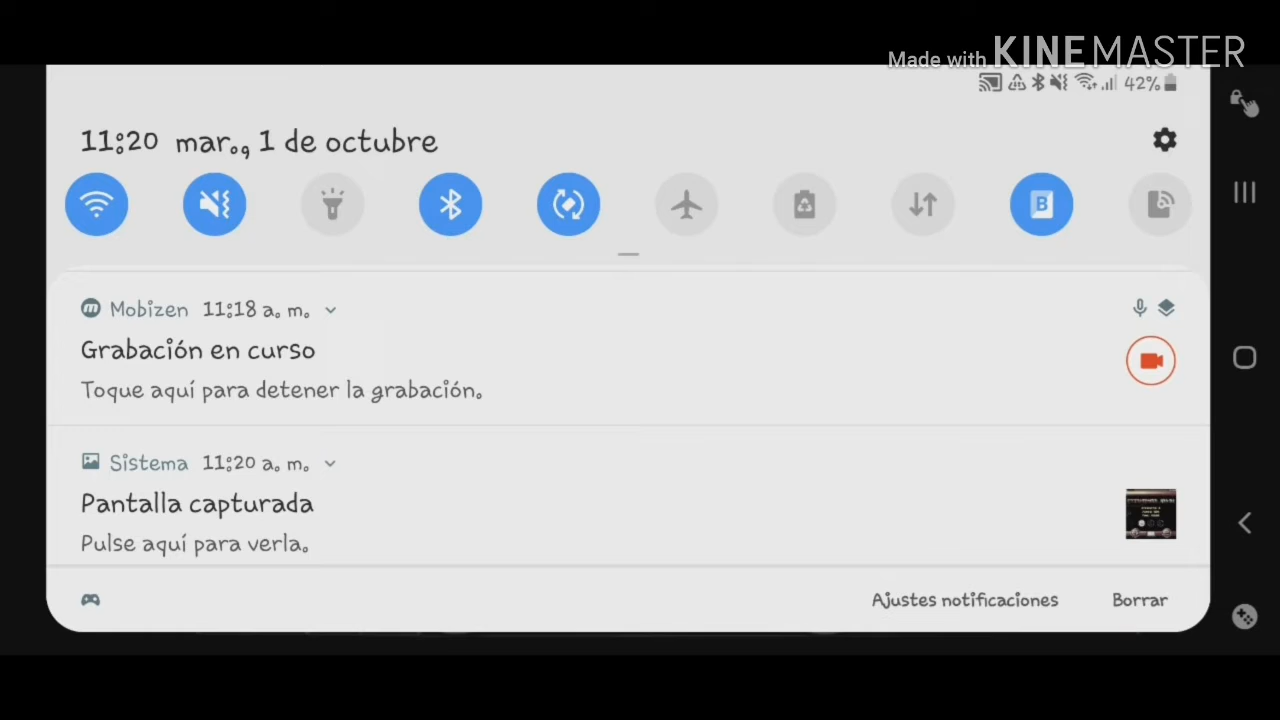 Made with KINEMASTER
42%
11:20 mar., 1 de octubre
B
Mobizen 11:18 a. m.
Grabación en curso
Toque aquí para detener la grabación.
Sistema 11:20 a. m.
Pantalla capturada
Pulse aquí para verla.
Ajustes notificaciones Borrar